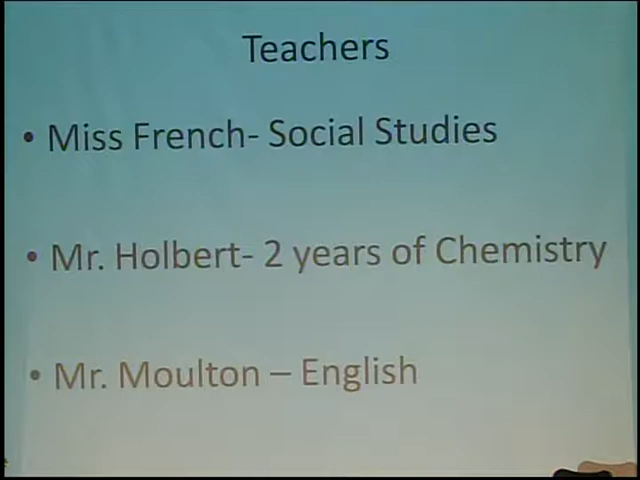 Teachers
• Miss French- Social Studies
• Mr. Holbert- 2 years of Chemistry
• Mr. Moulton – English